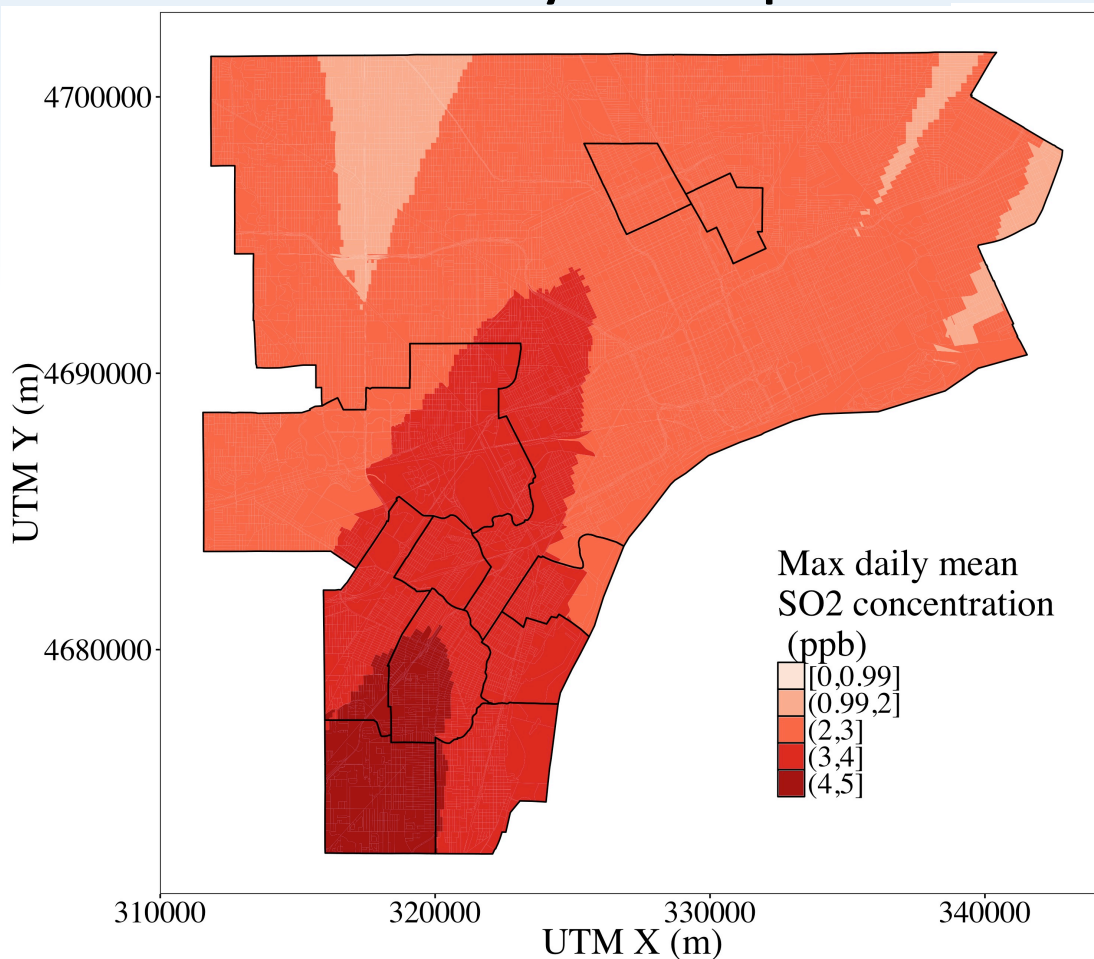 4700000
4690000
4680000
UTM Y (m)
310000
320000
330000
340000
UTM X (m)
Max daily mean
SO2 concentration
(ppb)
[0,0.99]
(0.99,2]
(2,3]
(3,4]
(4,5]